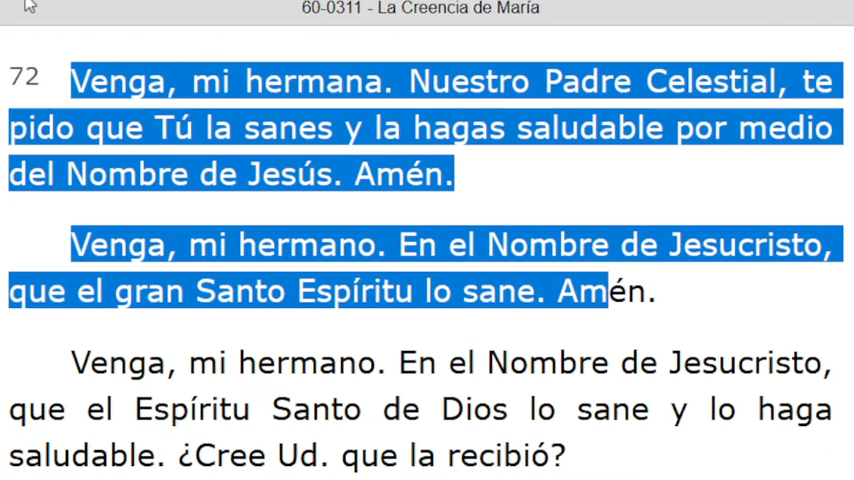 60-0311 - La Creencia de María
72 Venga, mi hermana. Nuestro Padre Celestial, te
pido que Tú la sanes y la hagas saludable por medio
del Nombre de Jesús. Amén.
Venga, mi hermano. En el Nombre de Jesucristo,
que el gran Santo Espíritu lo sane. Amén.
Venga, mi hermano. En el Nombre de Jesucristo,
que el Espíritu Santo de Dios lo sane y lo haga
saludable. ¿Cree Ud. que la recibió?